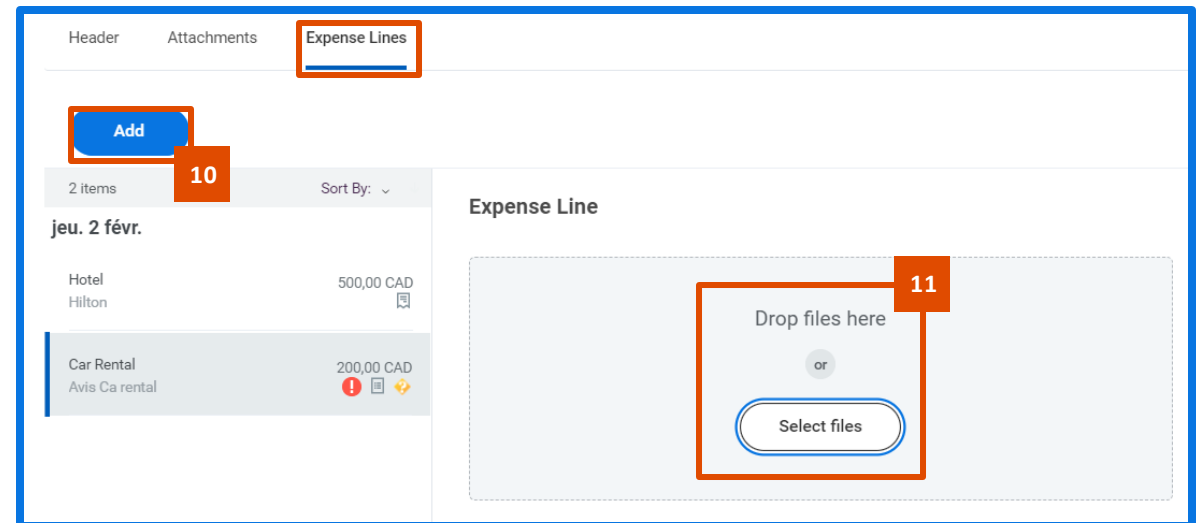 Header Attachments Expense Lines
Add
10
2 items Sort By:
jeu. 2 févr.
Hotel 500,00 CAD
Hilton
Car Rental 200,00 CAD
Avis Ca rental
Expense Line
11
Drop files here
or
Select files